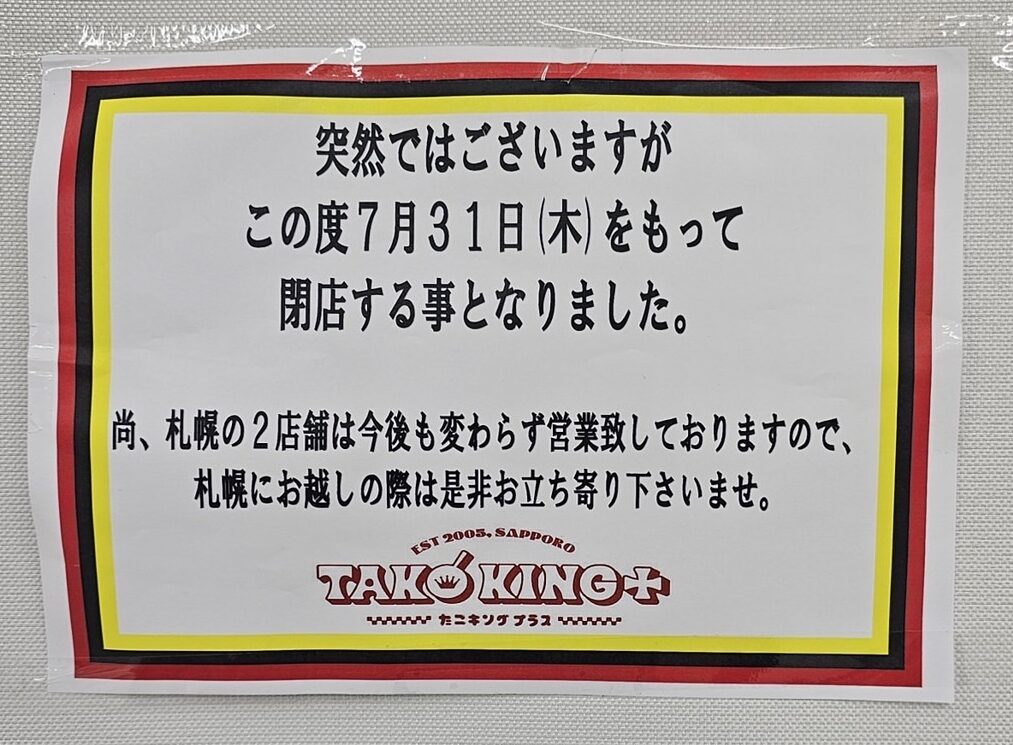 突然ではございますが
この度７月３１日(木)をもって
閉店する事となりました。
尚、札幌の２店舗は今後も変わらず営業致しておりますので、
札幌にお越しの際は是非お立ち寄り下さいませ。
EST 2005, SAPPORO
TAKO KING+
たこキングプラス